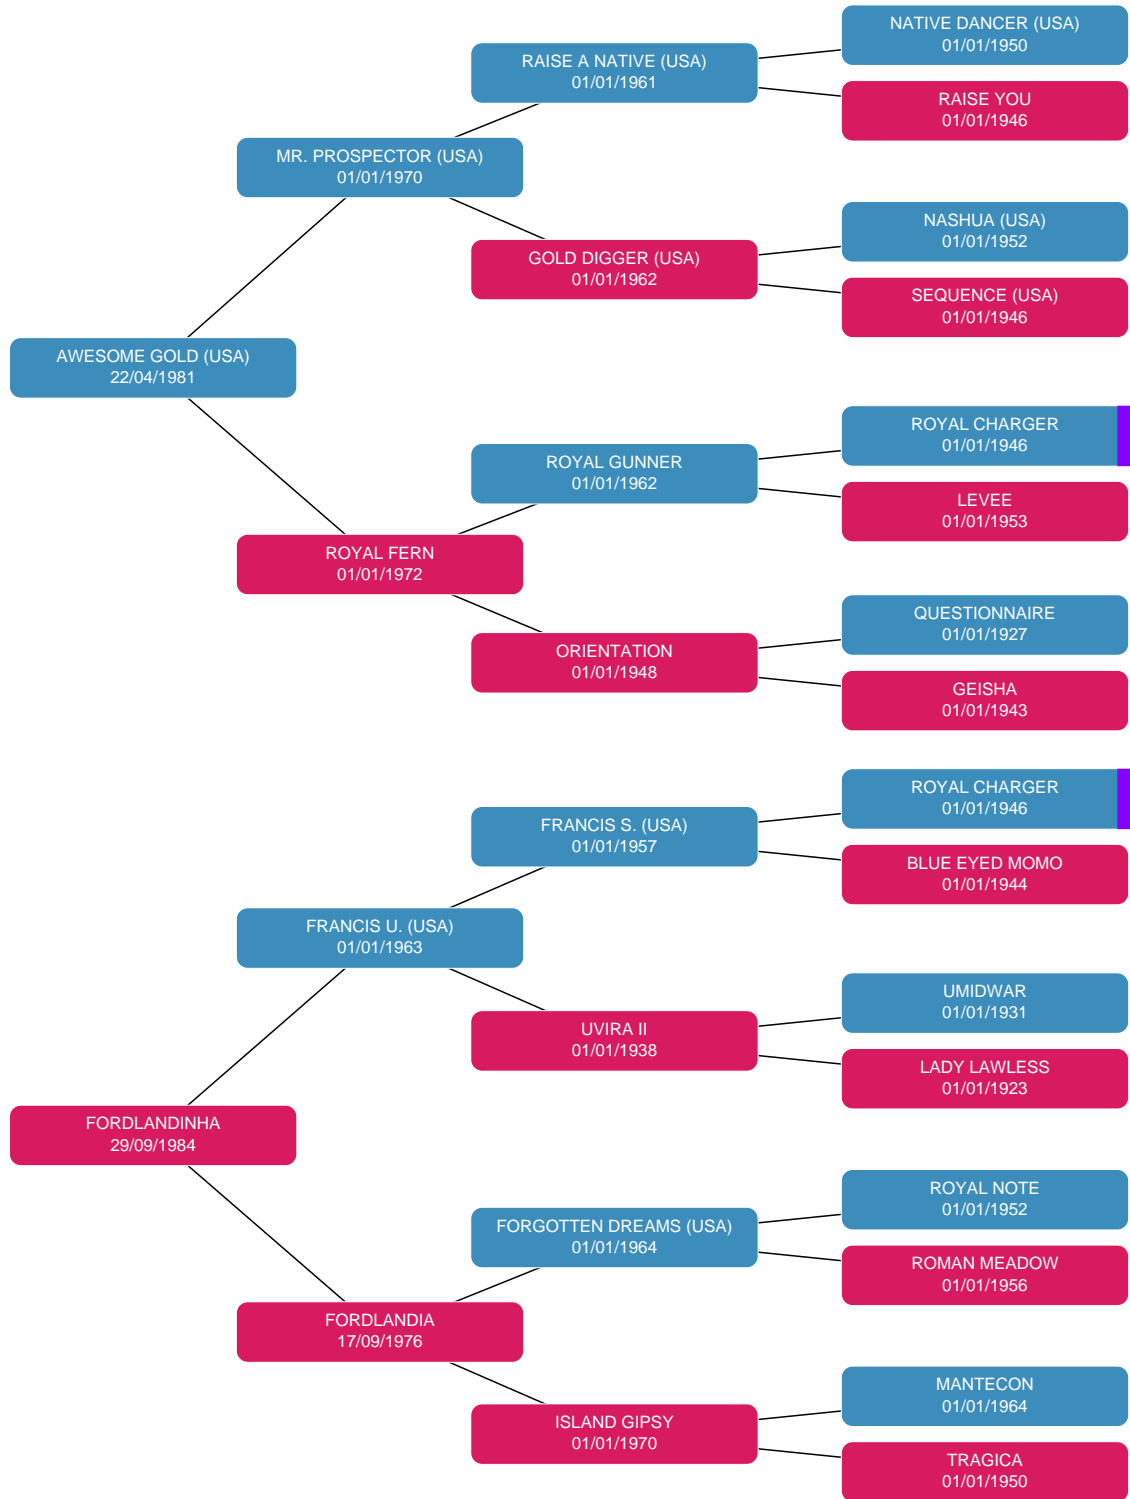 NATIVE DANCER (USA)
01/01/1950
RAISE A NATIVE (USA)
01/01/1961
RAISE YOU
01/01/1946
MR. PROSPECTOR (USA)
01/01/1970
NASHUA (USA)
01/01/1952
GOLD DIGGER (USA)
01/01/1962
SEQUENCE (USA)
01/01/1946
AWESOME GOLD (USA)
22/04/1981
ROYAL CHARGER
01/01/1946
ROYAL GUNNER
01/01/1962
LEVEE
01/01/1953
ROYAL FERN
01/01/1972
QUESTIONNAIRE
01/01/1927
ORIENTATION
01/01/1948
GEISHA
01/01/1943
ROYAL CHARGER
01/01/1946
FRANCIS S. (USA)
01/01/1957
BLUE EYED MOMO
01/01/1944
FRANCIS U. (USA)
01/01/1963
UMIDWAR
01/01/1931
UVIRA II
01/01/1938
LADY LAWLESS
01/01/1923
FORDLANDINHA
29/09/1984
ROYAL NOTE
01/01/1952
FORGOTTEN DREAMS (USA)
01/01/1964
ROMAN MEADOW
01/01/1956
FORDLANDIA
17/09/1976
MANTECON
01/01/1964
ISLAND GIPSY
01/01/1970
TRAGICA
01/01/1950